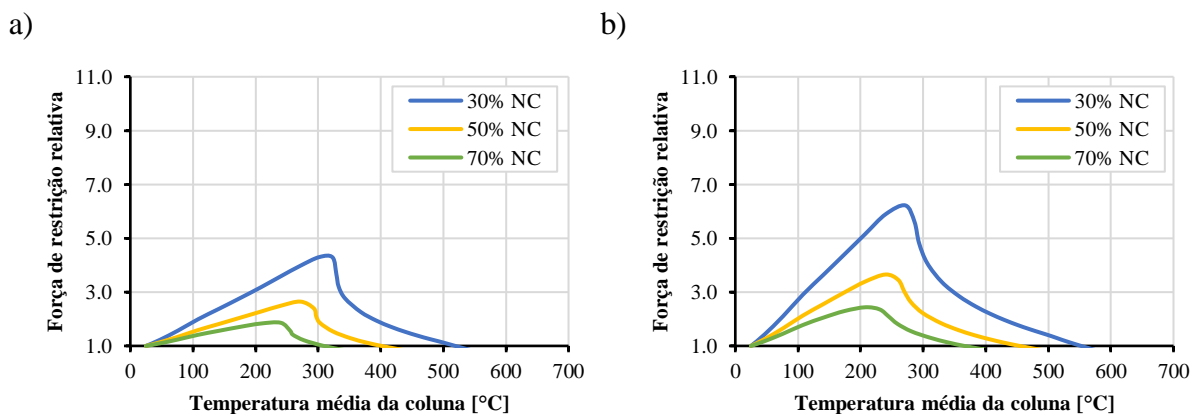 a)
11.0
9.0
7.0
5.0
3.0
1.0
Força de restrição relativa
30% NC
50% NC
70% NC
0 100 200 300 400 500 600 700
Temperatura média da coluna [°C]
b)
11.0
9.0
7.0
5.0
3.0
1.0
Força de restrição relativa
30% NC
50% NC
70% NC
0 100 200 300 400 500 600 700
Temperatura média da coluna [°C]